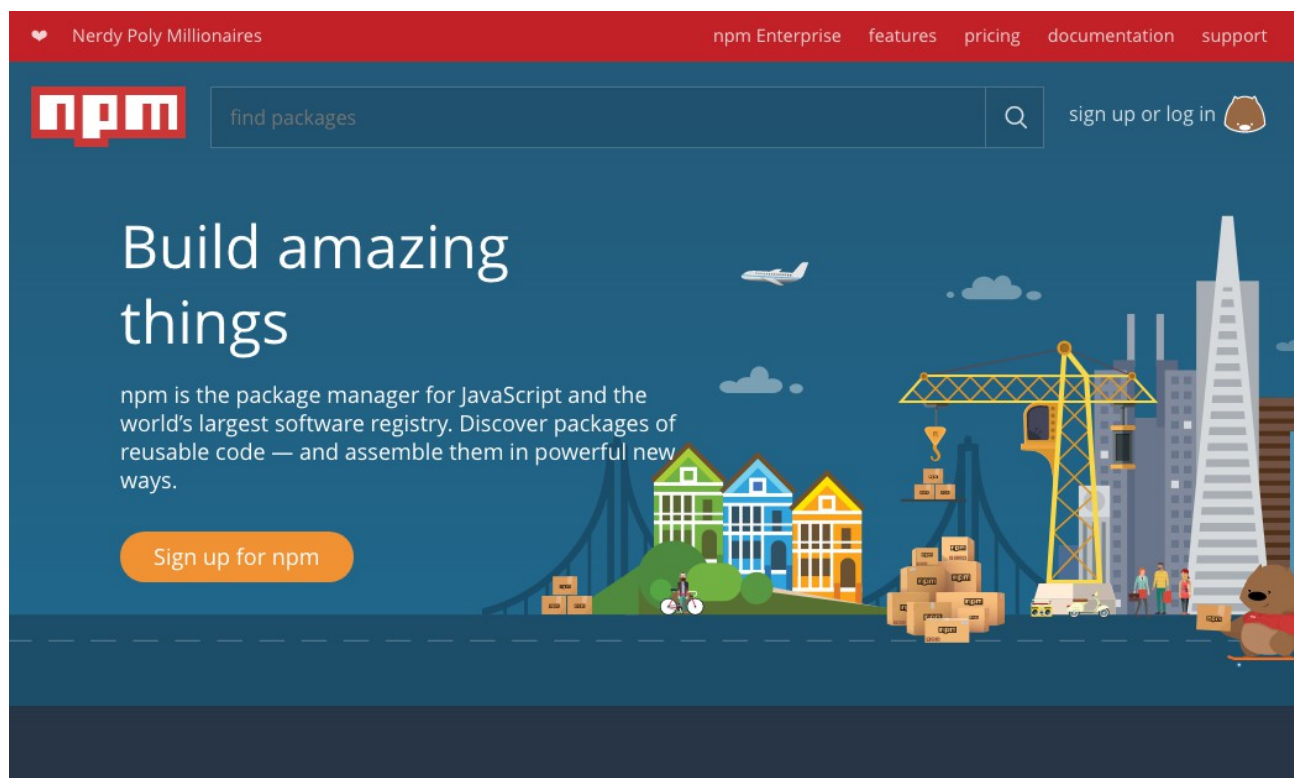 ❤ Nerdy Poly Millionaires npm Enterprise features pricing documentation support
npm find packages sign up or log in
Build amazing
things
npm is the package manager for JavaScript and the
world’s largest software registry. Discover packages of
reusable code — and assemble them in powerful new
ways.
Sign up for npm